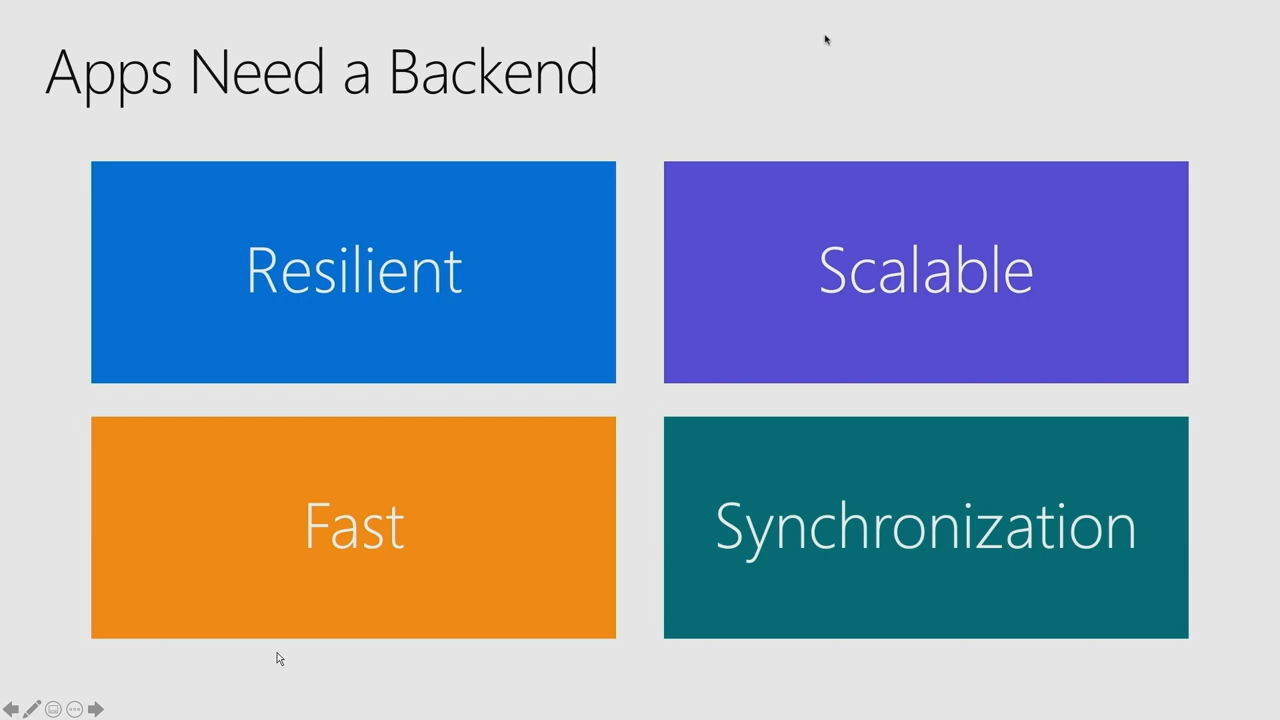 Apps Need a Backend
Resilient
Scalable
Fast
Synchronization